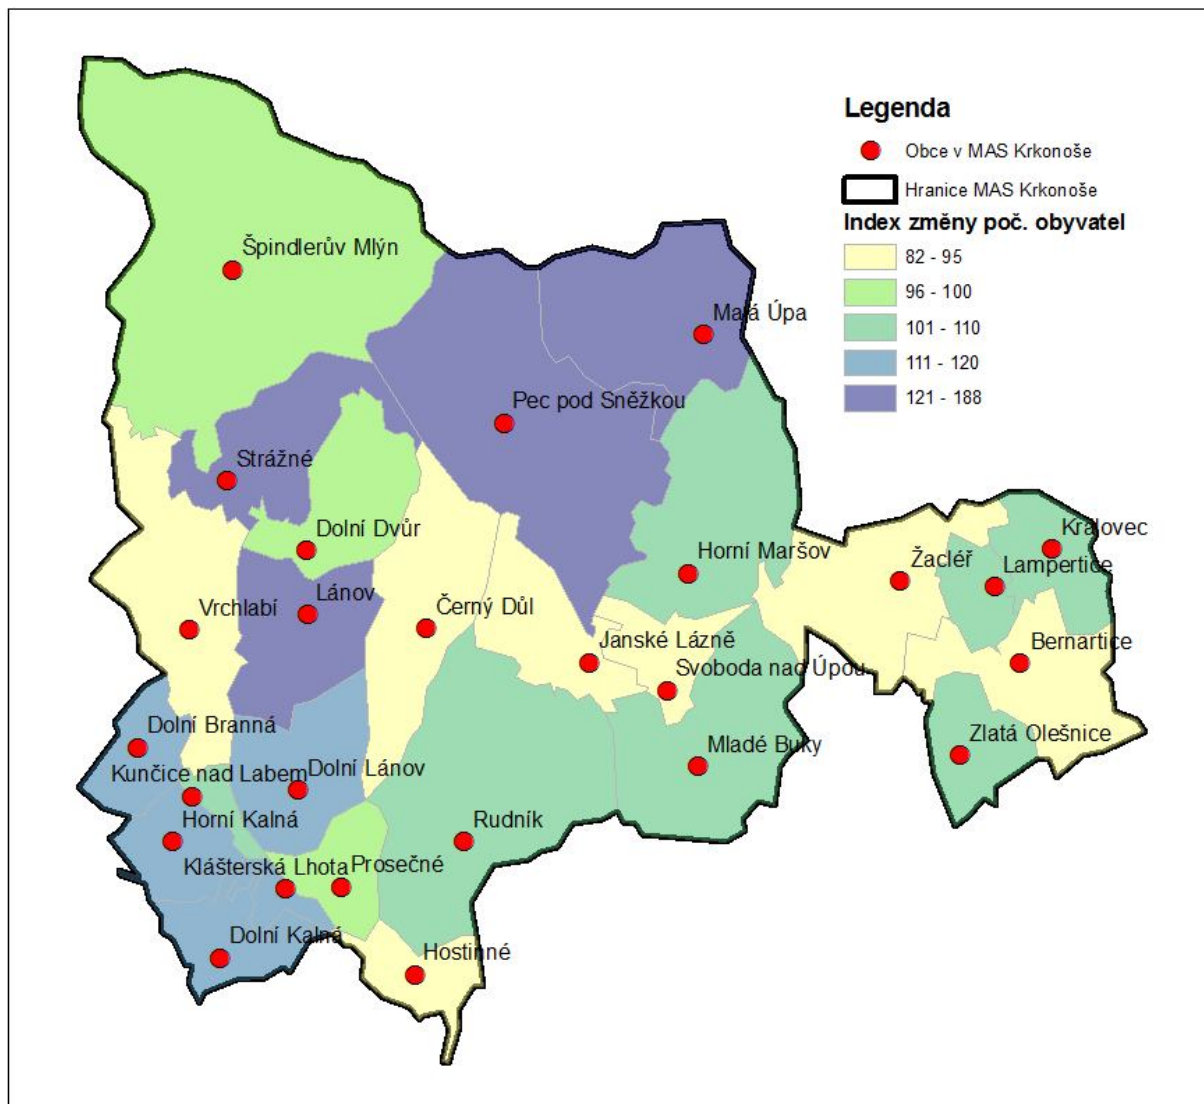 Legenda
Obce v MAS Krkonoše
Hranice MAS Krkonoše
Index změny poč. obyvatel
82 - 95
96 - 100
101 - 110
111 - 120
121 - 188
Špindlerův Mlýn
Malá Úpa
Pec pod Sněžkou
Strážné
Dolní Dvůr
Královec
Horní Maršov
Žacléř
Lampertice
Lánov
Vrchlabí
Černý Důl
Janské Lázně
Bernartice
Svoboda nad Úpou
Dolní Branná
Zlatá Olešnice
Mladé Buky
Kunčice nad Labem
Dolní Lánov
Horní Kalná
Rudník
Klášterská Lhota
Prosečné
Dolní Kalná
Hostinné